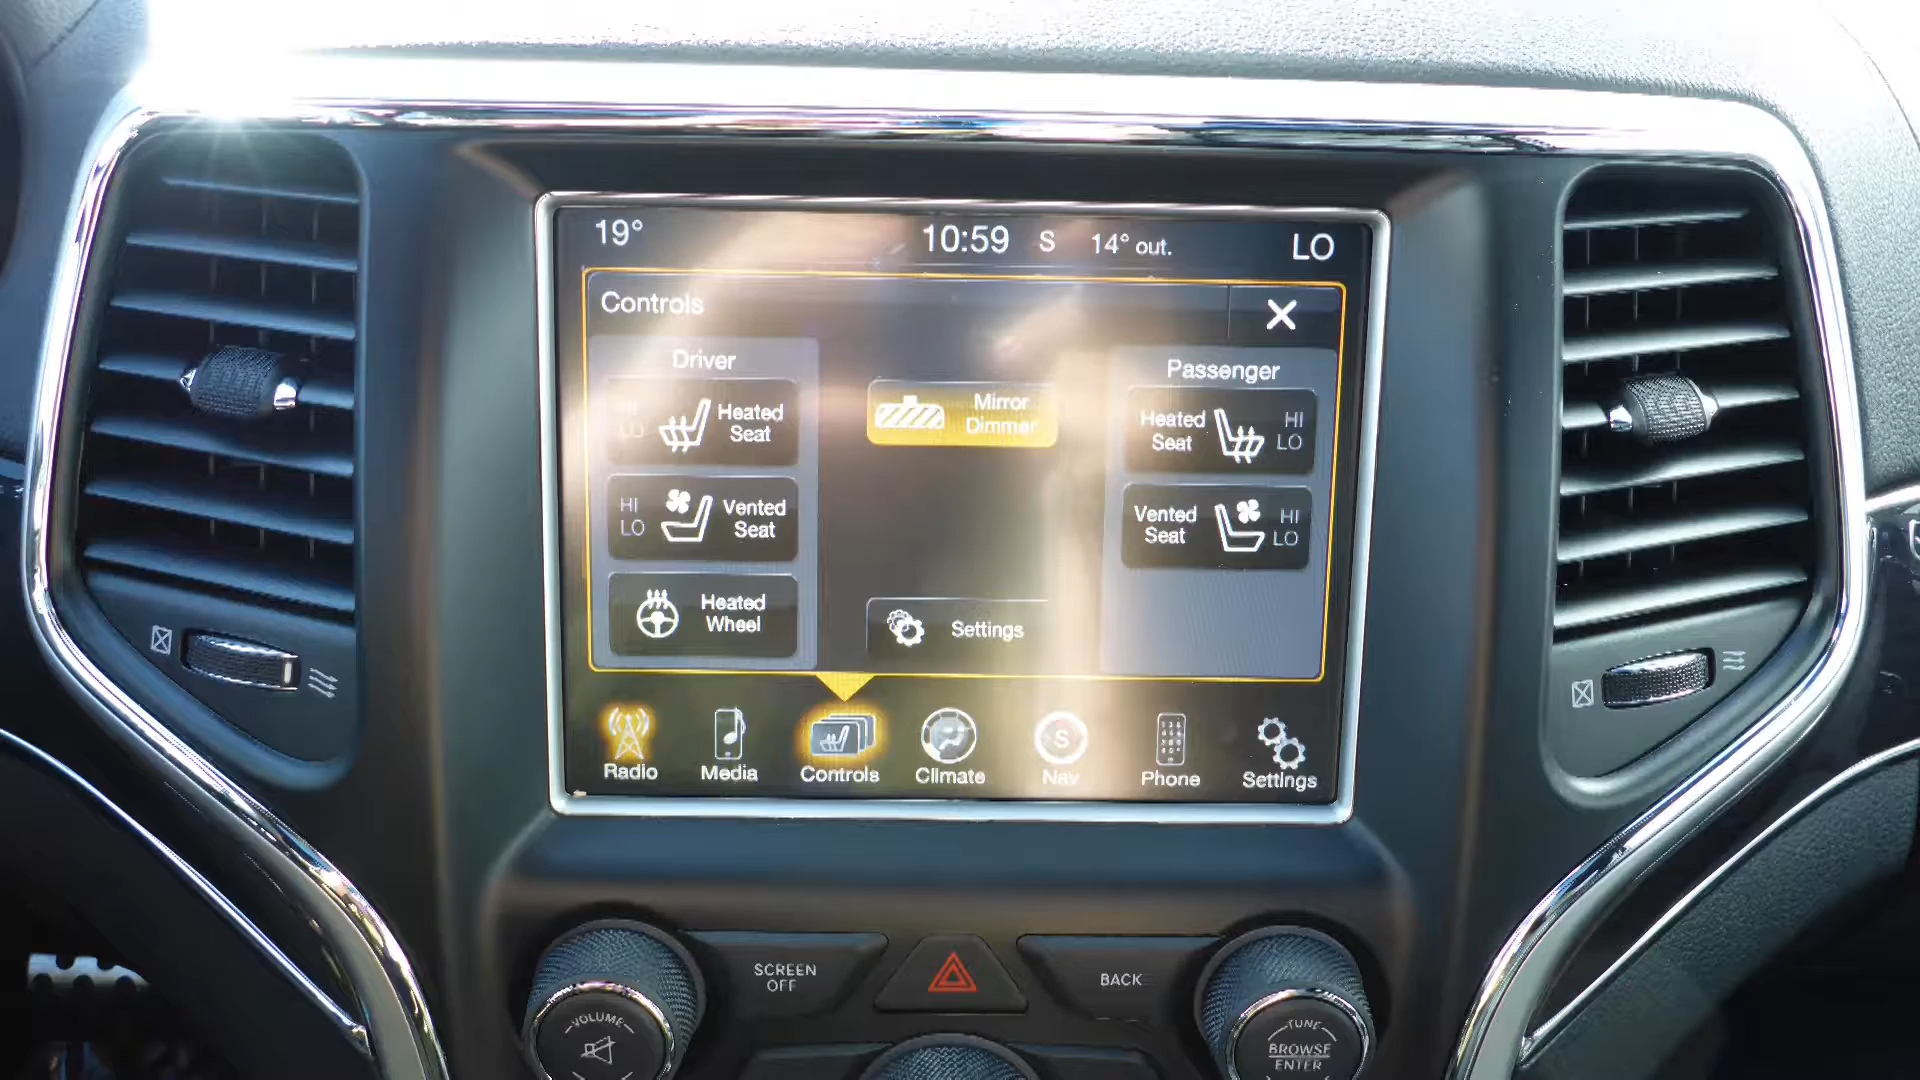 19° 10:59 S 14° out. LO
Controls
Driver
HI
LO
Heated
Seat
HI
LO
Vented
Seat
Heated
Wheel
Mirror
Dimmer
Settings
Passenger
Heated
Seat
HI
LO
Vented
Seat
HI
LO
Radio Media Controls Climate Nav Phone Settings
SCREEN
OFF
BACK
VOLUME
TUNE
BROWSE
ENTER